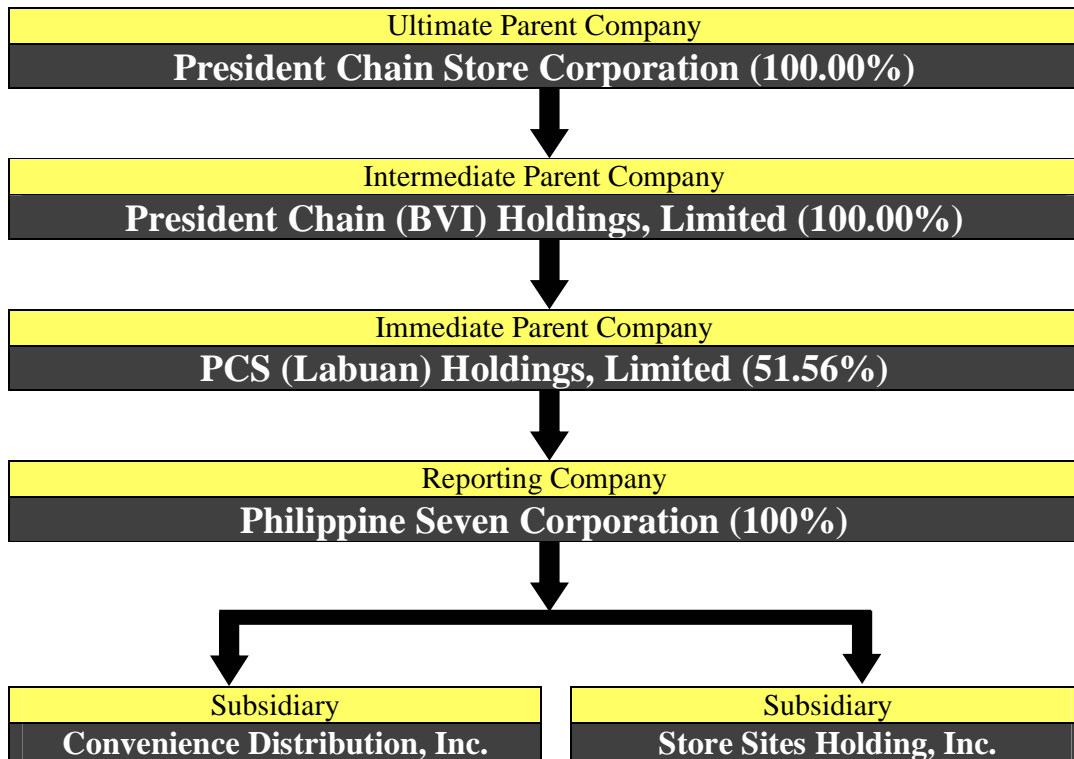 Ultimate Parent Company
President Chain Store Corporation (100.00%)
Intermediate Parent Company
President Chain (BVI) Holdings, Limited (100.00%)
Immediate Parent Company
PCS (Labuan) Holdings, Limited (51.56%)
Reporting Company
Philippine Seven Corporation (100%)
Subsidiary
Convenience Distribution, Inc.
Subsidiary
Store Sites Holding, Inc.